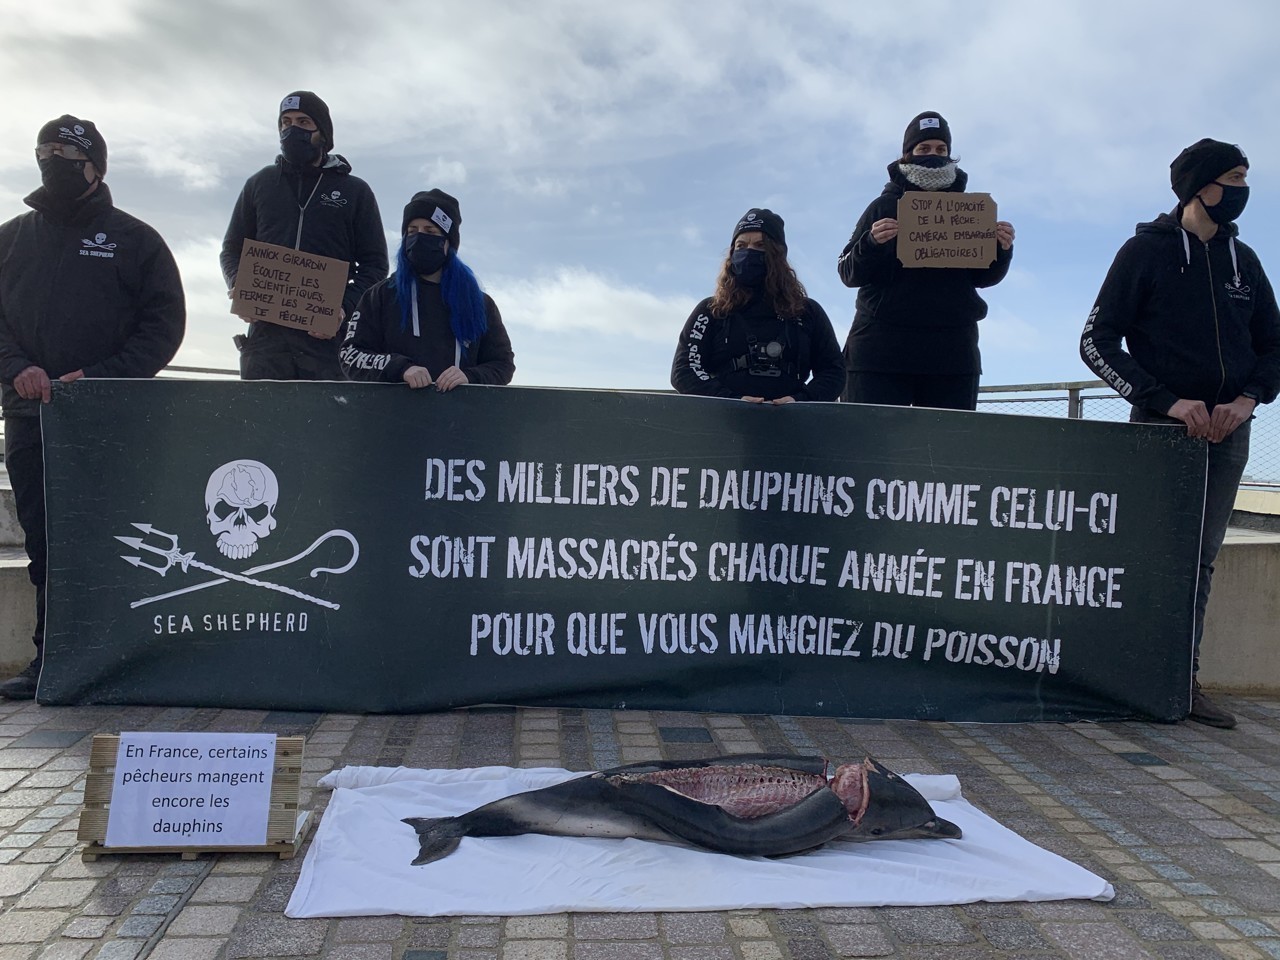 SEA SHEPHERD
ANNICK GIRARDIN
ÉCOUTEZ LES
SCIENTIFIQUES,
FERMEZ LES ZONES
DE PÊCHE !
STOP A L'OPACITÉ
DE LA PÊCHE :
CAMÉRAS EMBARQUÉES
OBLIGATOIRES !
SEA SHEPHERD
DES MILLIERS DE DAUPHINS COMME CELUI-CI
SONT MASSACRÉS CHAQUE ANNÉE EN FRANCE
POUR QUE VOUS MANGIEZ DU POISSON
SEA SHEPHERD
En France, certains
pêcheurs mangent
encore les
dauphins